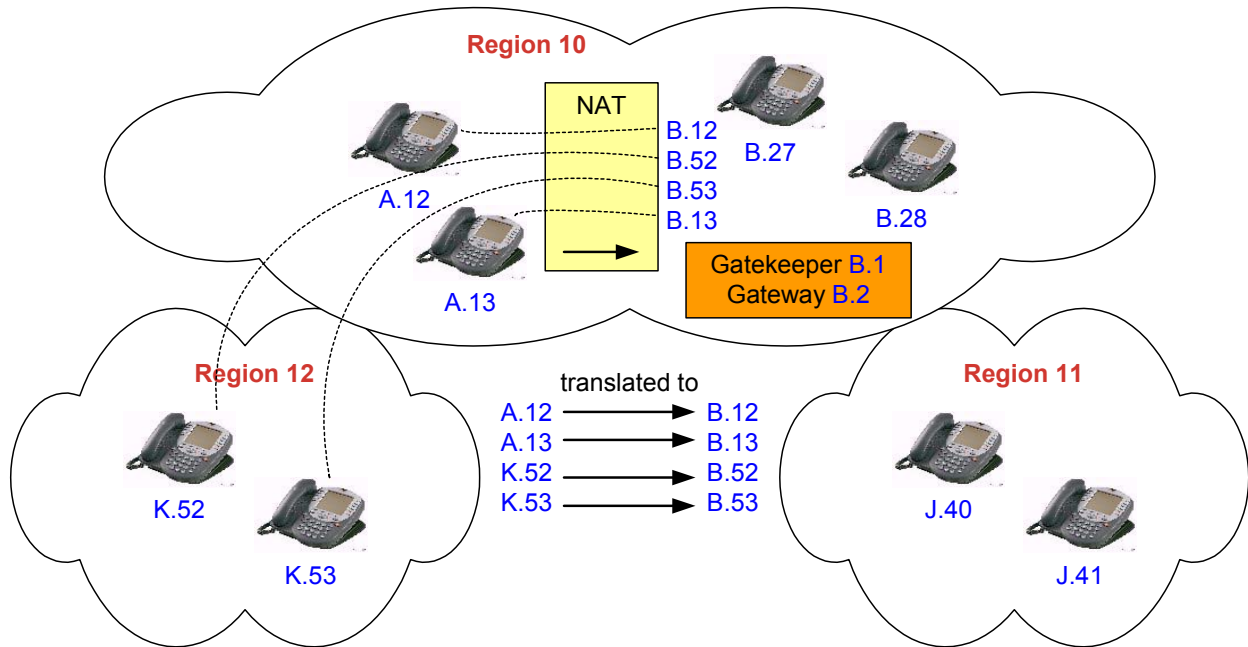 Region 10
NAT
B.12
B.52
B.53
B.13
B.27
B.28
A.12
A.13
Gatekeeper B.1
Gateway B.2
Region 12
K.52
K.53
translated to
A.12 B.12
A.13 B.13
K.52 B.52
K.53 B.53
Region 11
J.40
J.41